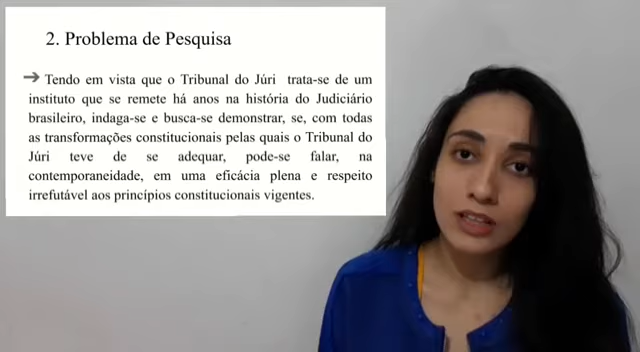 2. Problema de Pesquisa
➔ Tendo em vista que o Tribunal do Júri trata-se de um
instituto que se remete há anos na história do Judiciário
brasileiro, indaga-se e busca-se demonstrar, se, com todas
as transformações constitucionais pelas quais o Tribunal do
Júri teve de se adequar, pode-se falar, na
contemporaneidade, em uma eficácia plena e respeito
irrefutável aos princípios constitucionais vigentes.